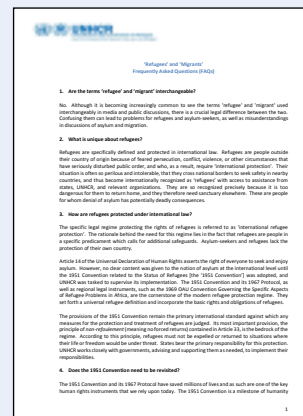 UNHCR
'Refugees' and 'Migrants'
Frequently Asked Questions (FAQs)
1. Are the terms 'refugee' and 'migrant' interchangeable?
No. Although it is becoming increasingly common to see the terms 'refugee' and 'migrant' used
interchangeably in media and public discussions, there is a crucial legal difference between the two.
Confusing them can lead to problems for refugees and asylum-seekers, as well as misunderstandings
in discussions of asylum and migration.
2. What is unique about refugees?
Refugees are specifically defined and protected in international law. Refugees are people outside
their country of origin because of feared persecution, conflict, violence, or other circumstances that
have seriously disturbed public order, and who, as a result, require 'international protection'. Their
situation is often so perilous and intolerable, that they cross national borders to seek safety in nearby
countries, and thus become internationally recognized as 'refugees' with access to assistance from
states, UNHCR, and relevant organizations. They are so recognized precisely because it is too
dangerous for them to return home, and they therefore need sanctuary elsewhere. These are people
for whom denial of asylum has potentially deadly consequences.
3. How are refugees protected under international law?
The specific legal regime protecting the rights of refugees is referred to as 'international refugee
protection'. The rationale behind the need for this regime lies in the fact that refugees are people in
a specific predicament which calls for additional safeguards. Asylum-seekers and refugees lack the
protection of their own country.
Article 14 of the Universal Declaration of Human Rights asserts the right of everyone to seek and enjoy
asylum. However, no clear content was given to the notion of asylum at the international level until
the 1951 Convention relating to the Status of Refugees (the '1951 Convention') was adopted, and
UNHCR was tasked to supervise its implementation. The 1951 Convention and its 1967 Protocol, as
well as regional legal instruments, such as the 1969 OAU Convention Governing the Specific Aspects
of Refugee Problems in Africa, are the cornerstone of the modern refugee protection regime. They
set forth a universal refugee definition and incorporate the basic rights and obligations of refugees.
The provisions of the 1951 Convention remain the primary international standard against which any
measures for the protection and treatment of refugees are judged. Its most important provision, the
principle of non-refoulement (meaning no forced returns) contained in Article 33, is the bedrock of the
regime. According to this principle, refugees must not be expelled or returned to situations where
their life or freedom would be under threat. States bear the primary responsibility for this protection.
UNHCR works closely with governments, advising and supporting them as needed, to implement their
responsibilities.
4. Does the 1951 Convention need to be revisited?
The 1951 Convention and its 1967 Protocol have saved millions of lives and as such are one of the key
human rights instruments that we rely upon today. The 1951 Convention is a milestone of humanity
1